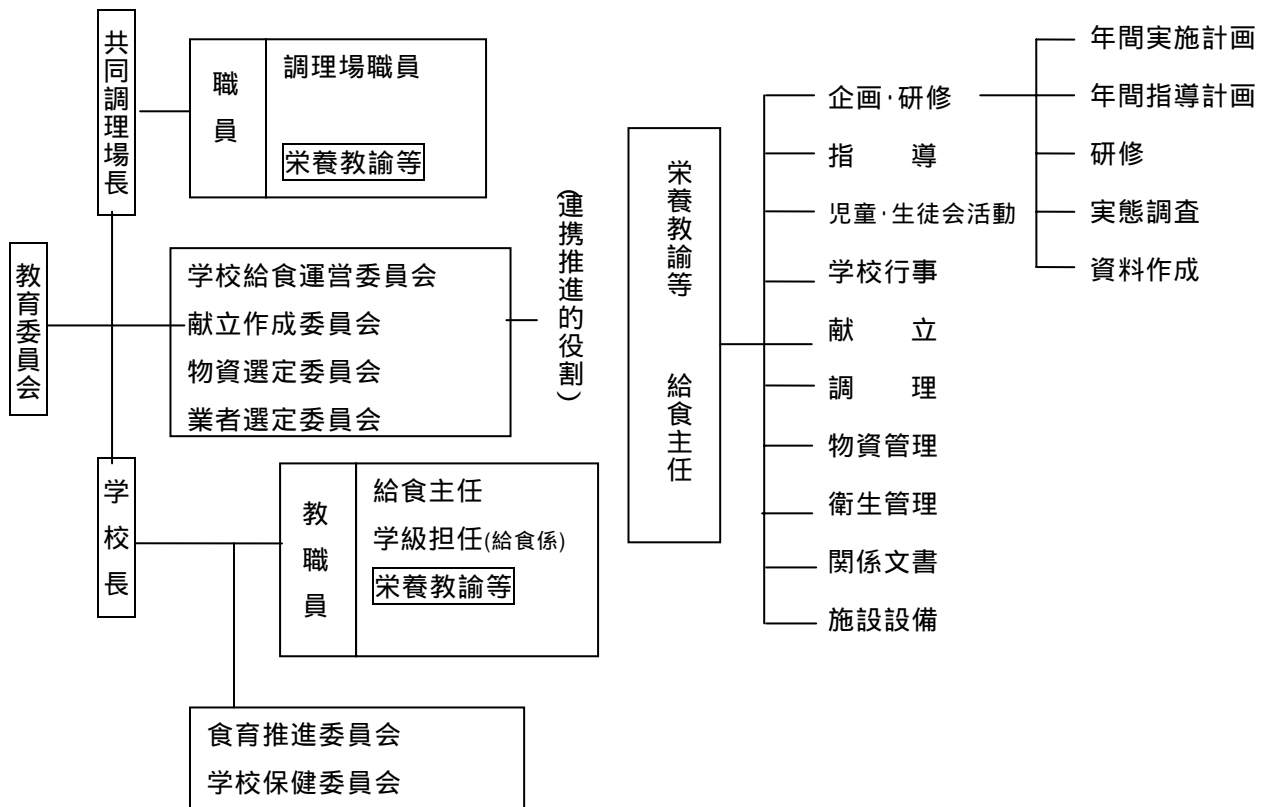 共同調理場長
職員
調理場職員
栄養教諭等
教育委員会
学校給食運営委員会
献立作成委員会
物資選定委員会
業者選定委員会
(連携推進的役割)
学校長
教職員
給食主任
学級担任(給食係)
栄養教諭等
食育推進委員会
学校保健委員会
栄養教諭等
給食主任
企画・研修
指　　導
児童・生徒会活動
学校行事
献　　立
調　　理
物資管理
衛生管理
関係文書
施設設備
年間実施計画
年間指導計画
研修
実態調査
資料作成